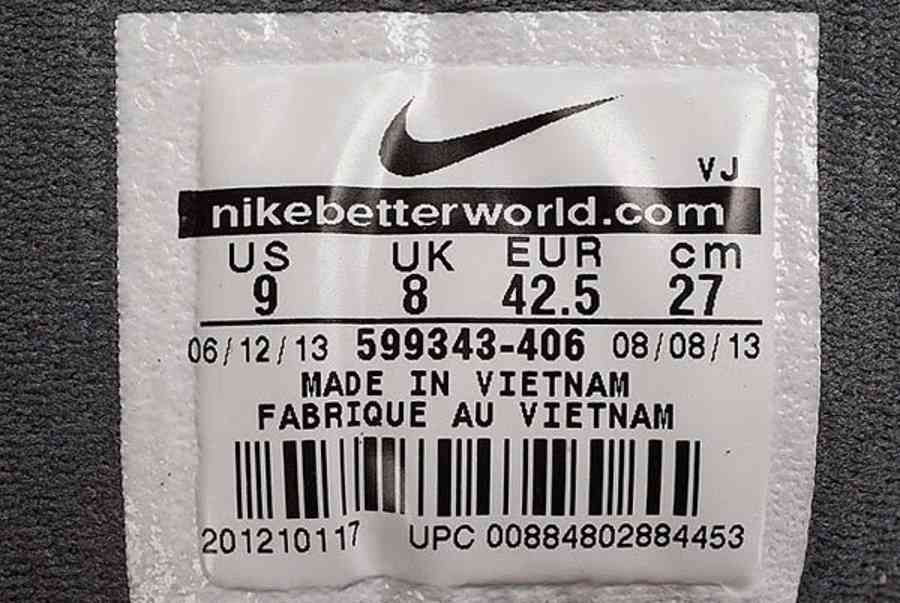 VJ
nikebetterworld.com
US UK EUR cm
9 8 42.5 27
06/12/13 599343-406 08/08/13
MADE IN VIETNAM
FABRIQUE AU VIETNAM
2012101177 UPC 00884802884453